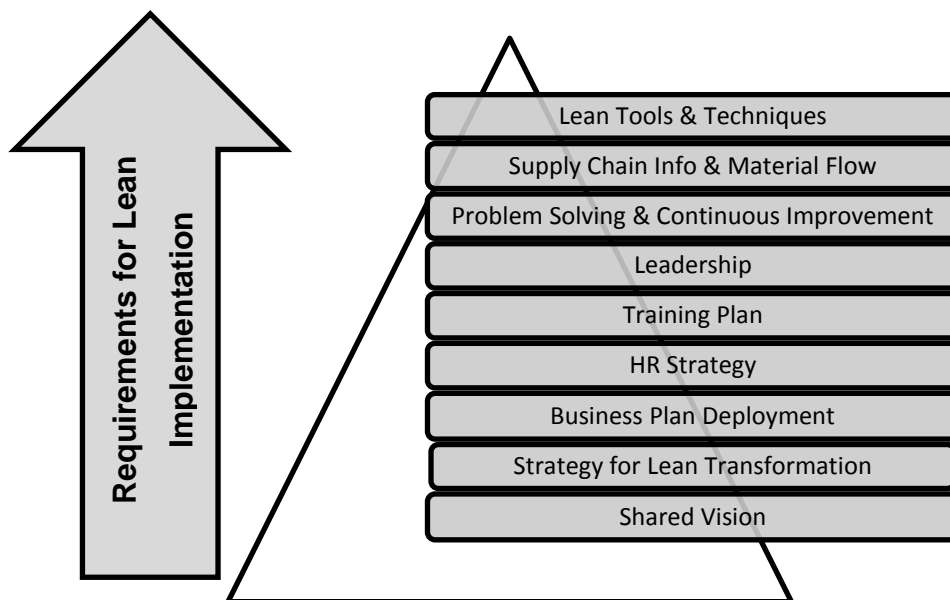 Requirements for Lean
Implementation
Lean Tools & Techniques
Supply Chain Info & Material Flow
Problem Solving & Continuous Improvement
Leadership
Training Plan
HR Strategy
Business Plan Deployment
Strategy for Lean Transformation
Shared Vision